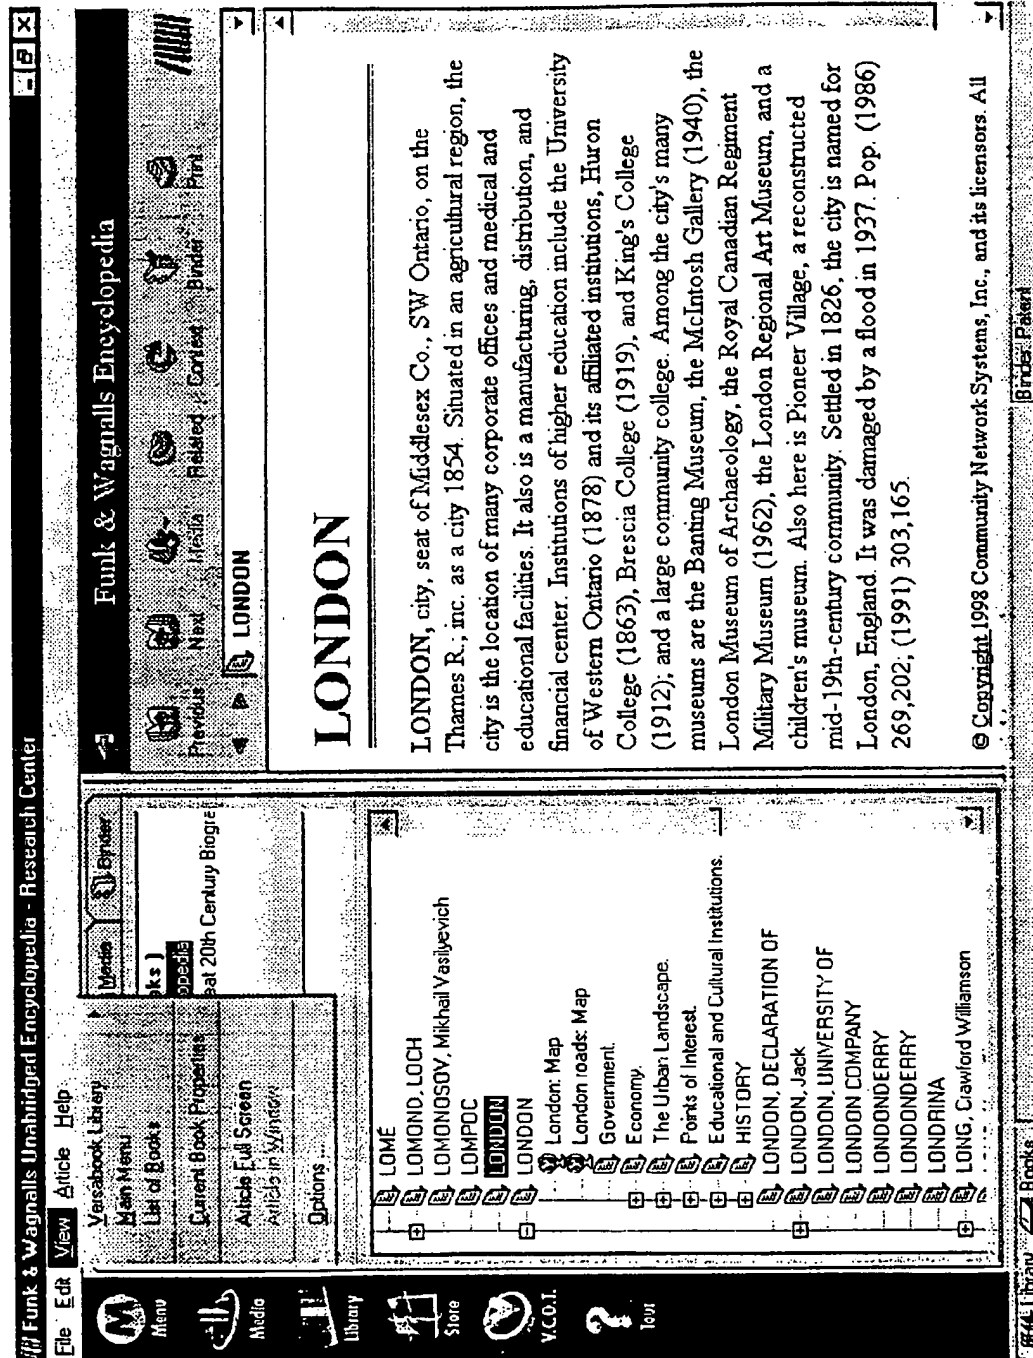 Funk & Wagnalls Unabridged Encyclopedia - Research Center
File Edit View Article Help
Versabook Library
Main Menu
List of Books
Current Book Properties
Article Full Screen
Article in Window
Options ...
Media
Binder
eat 20th Century Biogra
Menu
Media
Library
Store
V.C.O.T.
Tour
LOMÉ
LOMOND, LOCH
LOMONOSOV, Mikhail Vasilyevich
LOMPOC
LONDON
LONDON
London: Map
London roads: Map
Government.
Economy.
The Urban Landscape.
Points of Interest.
Educational and Cultural Institutions.
HISTORY
LONDON, DECLARATION OF
LONDON, Jack
LONDON, UNIVERSITY OF
LONDON COMPANY
LONDONDERRY
LONDONDERRY
LONDRINA
LONG, Crawford Williamson
Funk & Wagnalls Encyclopedia
Previous Next Media Related Context Binder Print
LONDON
LONDON
LONDON, city, seat of Middlesex Co., SW Ontario, on the
Thames R.; inc. as a city 1854. Situated in an agricultural region, the
city is the location of many corporate offices and medical and
educational facilities. It also is a manufacturing, distribution, and
financial center. Institutions of higher education include the University
of Western Ontario (1878) and its affiliated institutions, Huron
College (1863), Brescia College (1919), and King's College
(1912); and a large community college. Among the city's many
museums are the Banting Museum, the McIntosh Gallery (1940), the
London Museum of Archaeology, the Royal Canadian Regiment
Military Museum (1962), the London Regional Art Museum, and a
children's museum. Also here is Pioneer Village, a reconstructed
mid-19th-century community. Settled in 1826, the city is named for
London, England. It was damaged by a flood in 1937. Pop. (1986)
269,202; (1991) 303,165.
© Copyright 1998 Community Network Systems, Inc., and its licensors. All
Library Books
Binder: Patent